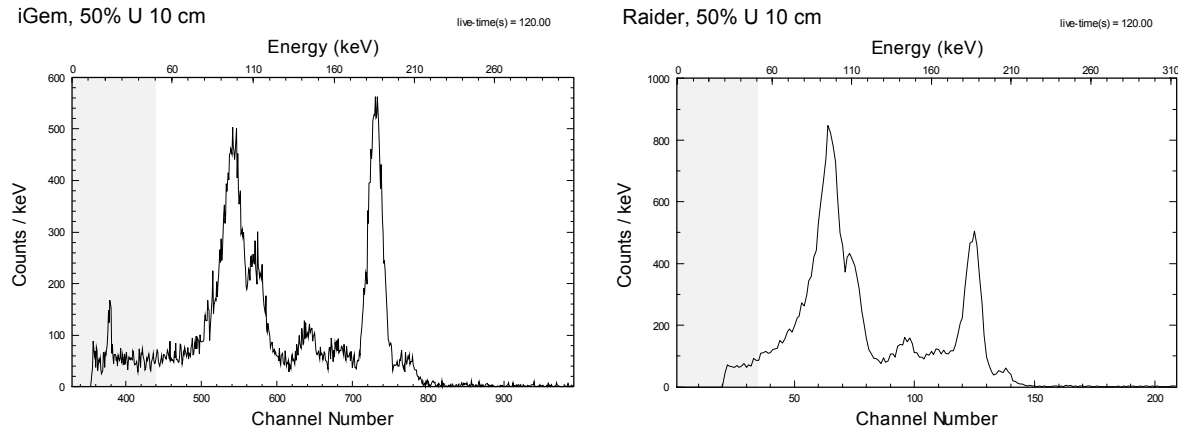 iGem, 50% U 10 cm
live-time(s) = 120.00
Energy (keV)
0 10 60 110 160 210 260
600
500
400
300
200
100
0
Counts / keV
400 500 600 700 800 900
Channel Number
Raider, 50% U 10 cm
live-time(s) = 120.00
Energy (keV)
0 10 60 110 160 210 260 310
1000
800
600
400
200
0
Counts / keV
50 100 150 200
Channel Number